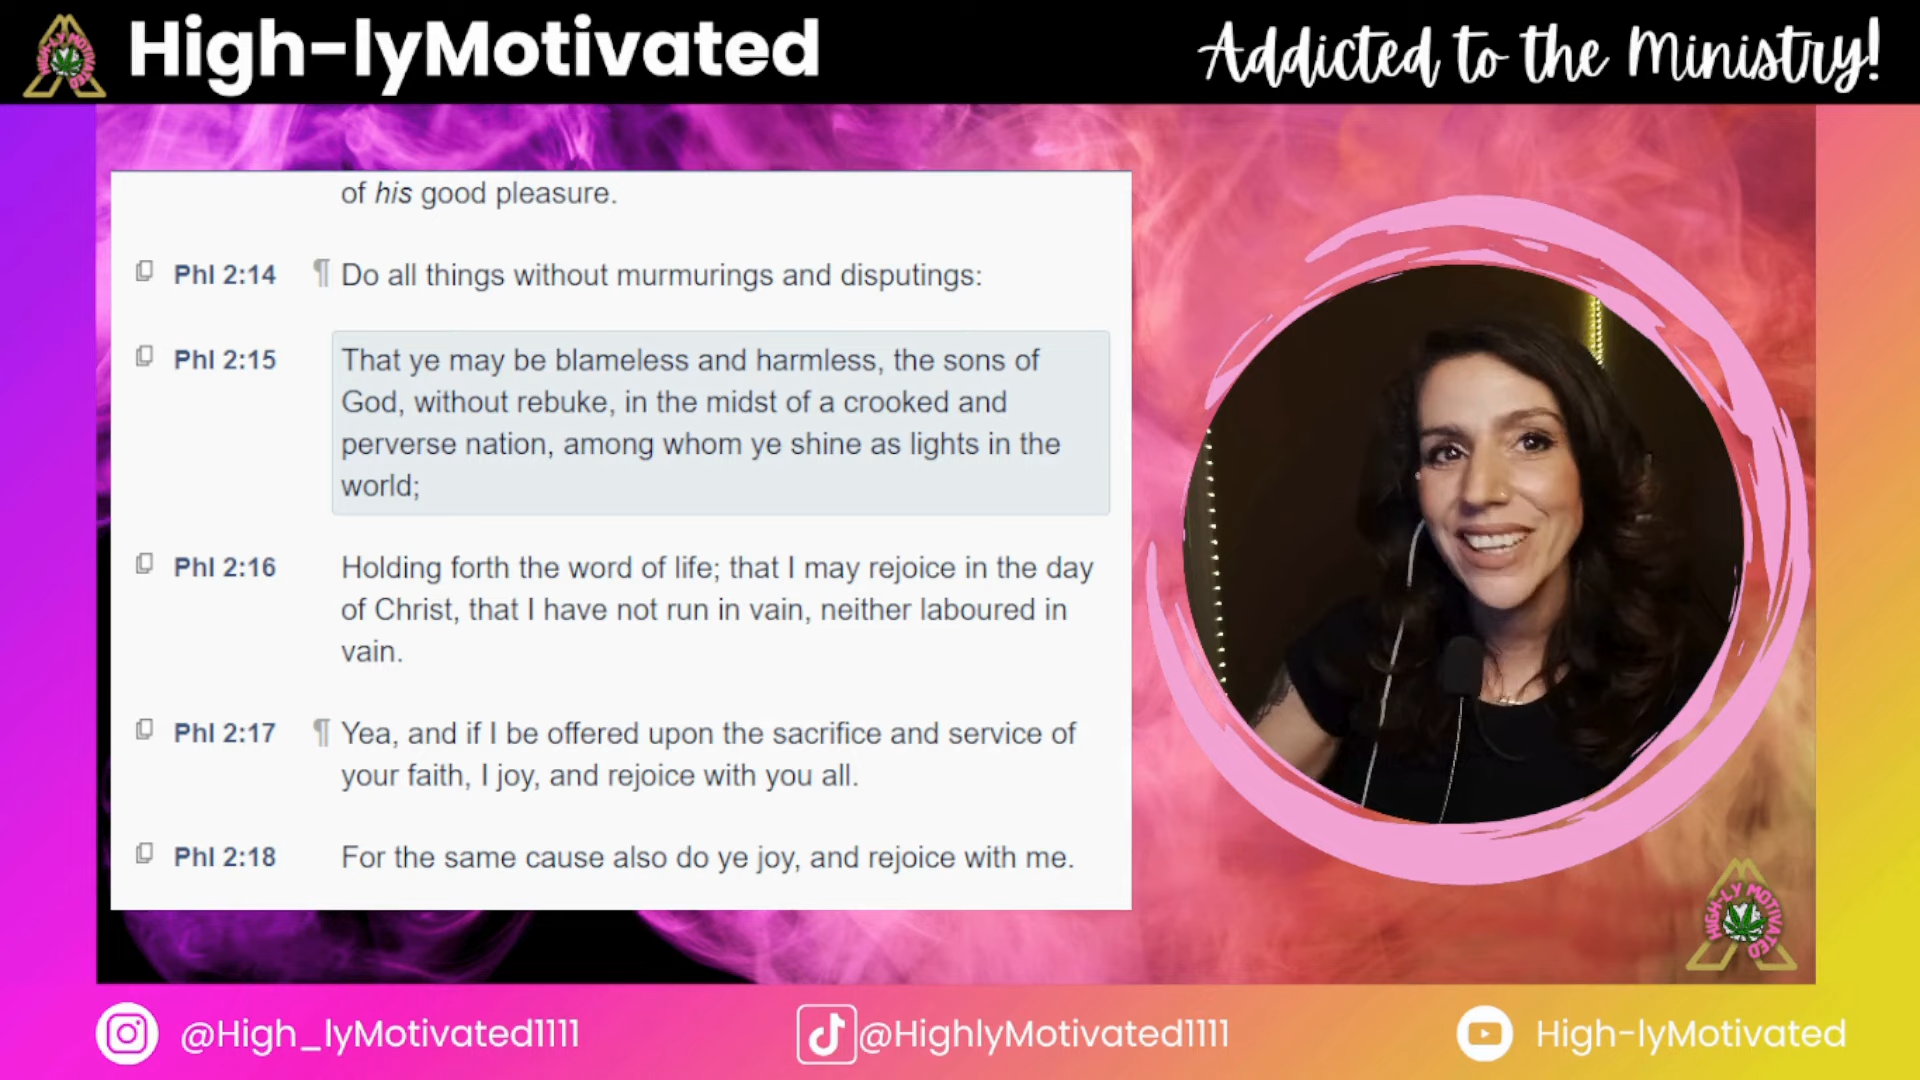 High-lyMotivated
Addicted to the Ministry!
of his good pleasure.
Phl 2:14 ¶ Do all things without murmurings and disputings:
Phl 2:15 That ye may be blameless and harmless, the sons of
God, without rebuke, in the midst of a crooked and
perverse nation, among whom ye shine as lights in the
world;
Phl 2:16 Holding forth the word of life; that I may rejoice in the day
of Christ, that I have not run in vain, neither laboured in
vain.
Phl 2:17 ¶ Yea, and if I be offered upon the sacrifice and service of
your faith, I joy, and rejoice with you all.
Phl 2:18 For the same cause also do ye joy, and rejoice with me.
HIGH-LY MOTIVATED
HIGH-LY MOTIVATED
@High_lyMotivated1111
@HighlyMotivated1111
High-lyMotivated